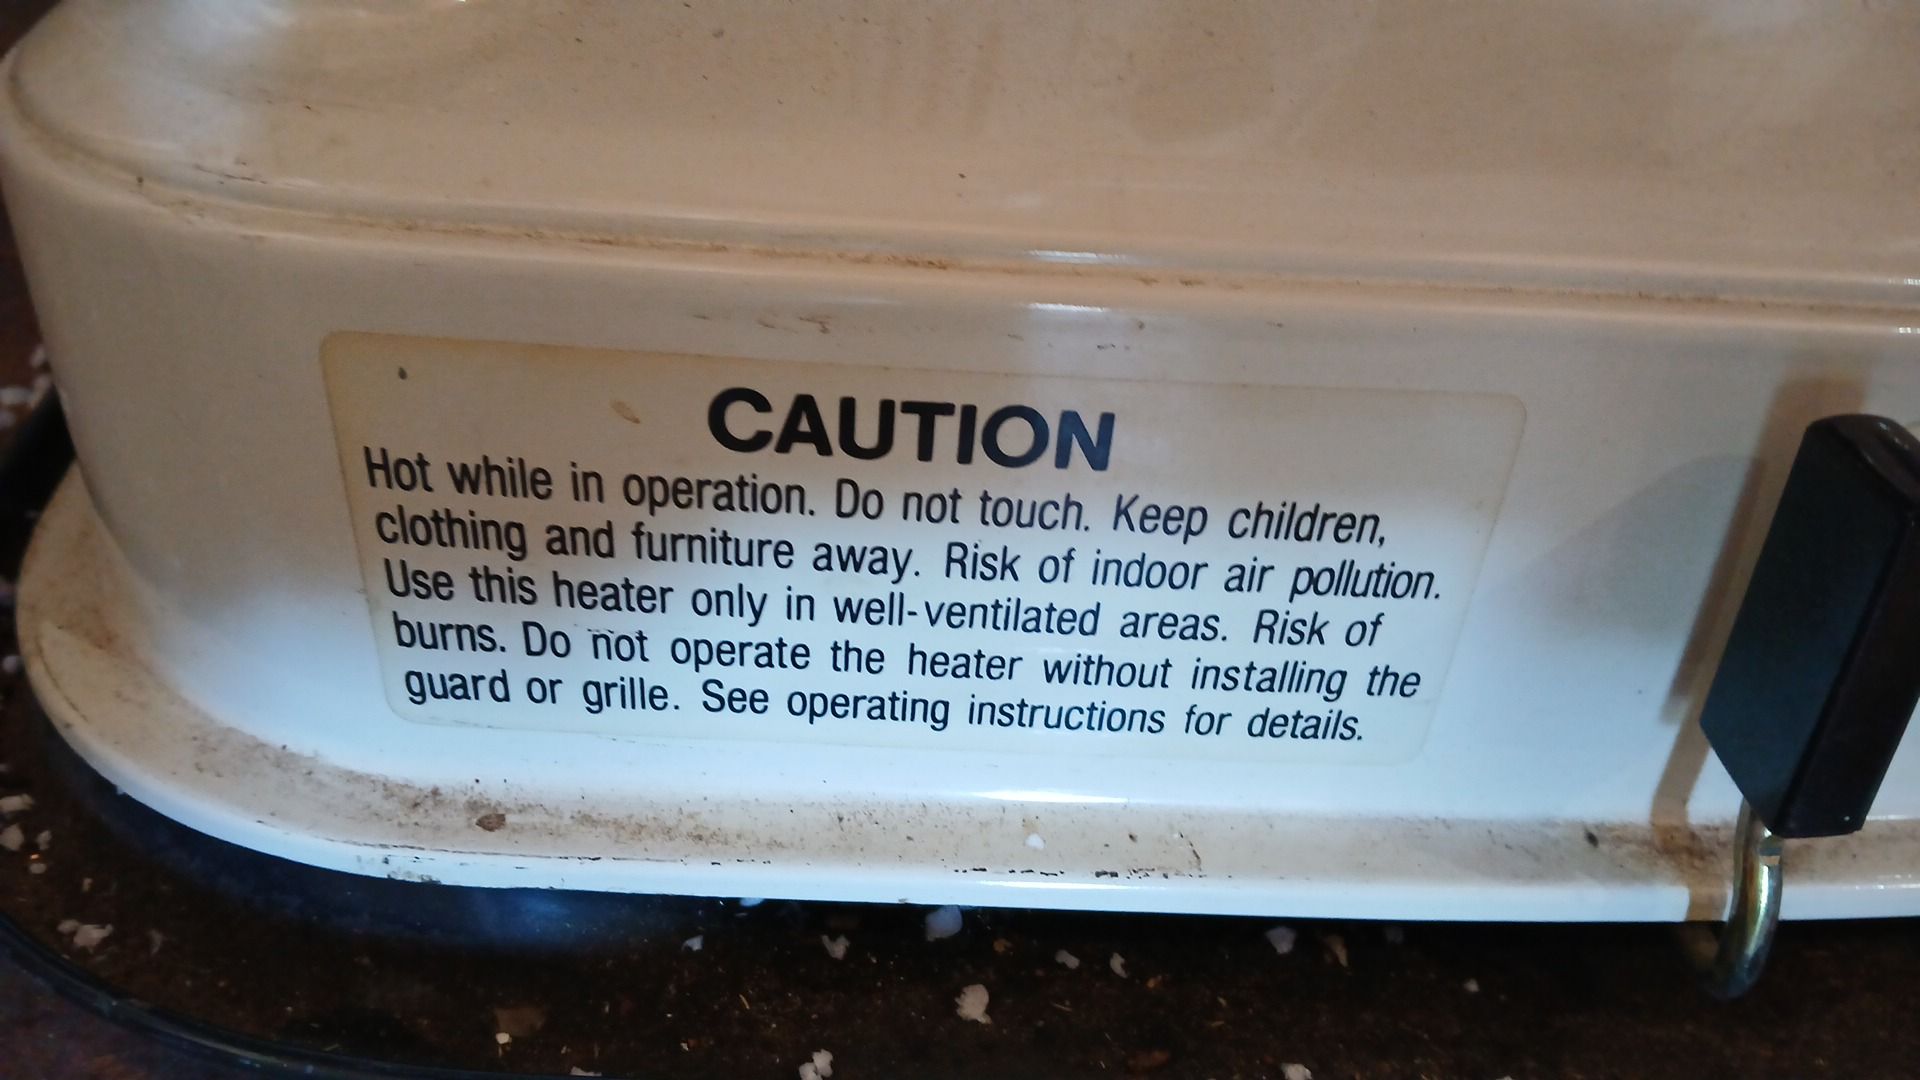 CAUTION
Hot while in operation. Do not touch. Keep children,
clothing and furniture away. Risk of indoor air pollution.
Use this heater only in well-ventilated areas. Risk of
burns. Do not operate the heater without installing the
guard or grille. See operating instructions for details.